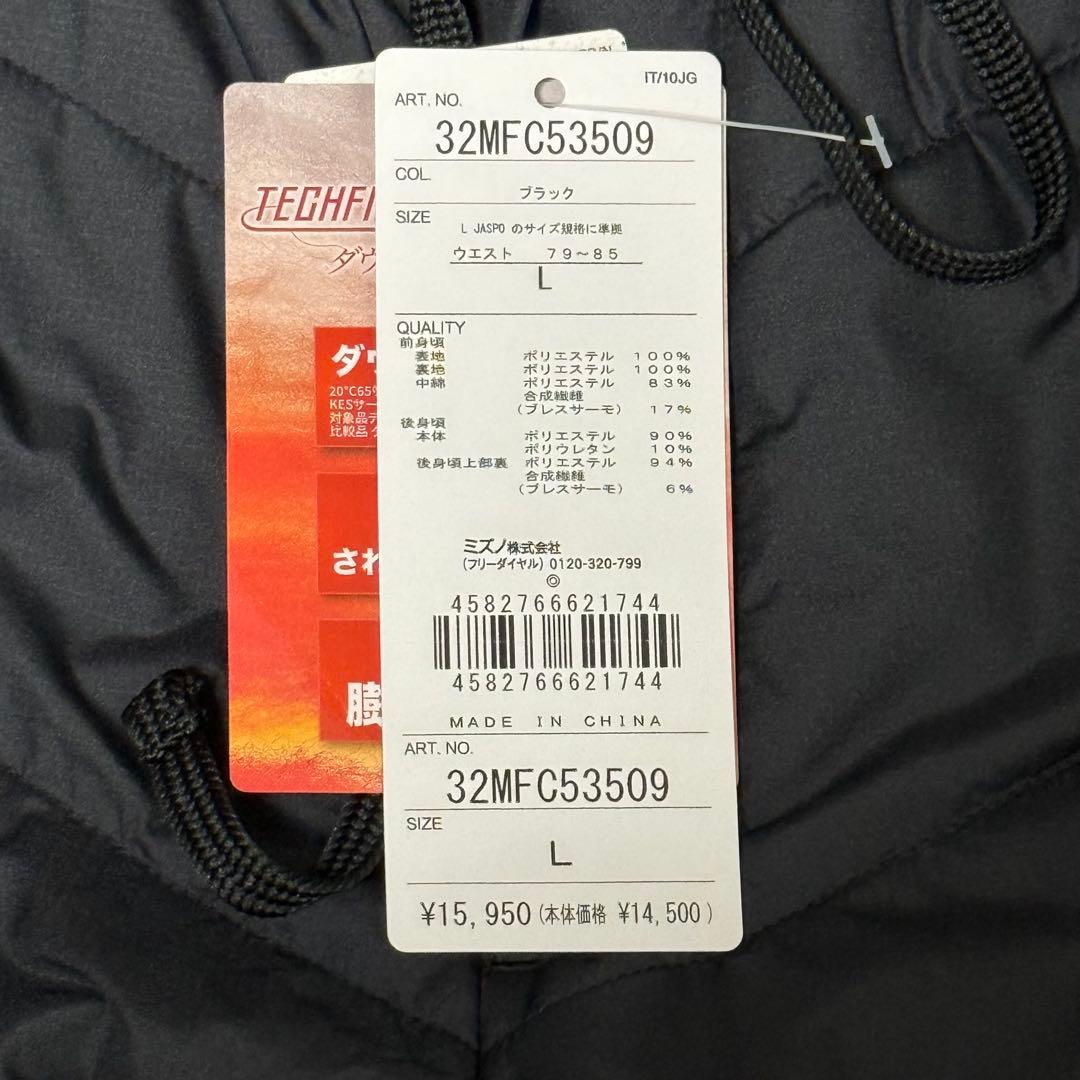 IT/10JG
ART. NO.
32MFC53509
COL.
ブラック
SIZE
L JASPO のサイズ規格に準拠
ウエスト 79～85
L
QUALITY
前身頃
表地 ポリエステル 100%
裏地 ポリエステル 100%
中綿 ポリエステル 83%
合成繊維
(ブレスサーモ) 17%
後身頃
本体 ポリエステル 90%
ポリウレタン 10%
後身頃上部裏 ポリエステル 94%
合成繊維
(ブレスサーモ) 6%
ミズノ株式会社
(フリーダイヤル) 0120-320-799
◎
4582766621744
4582766621744
MADE IN CHINA
ART. NO.
32MFC53509
SIZE
L
¥15,950 (本体価格 ¥14,500)
TECHFI
ダウ
ダウ
20℃65%
KESサー
対象品デ
比較品
され
膨